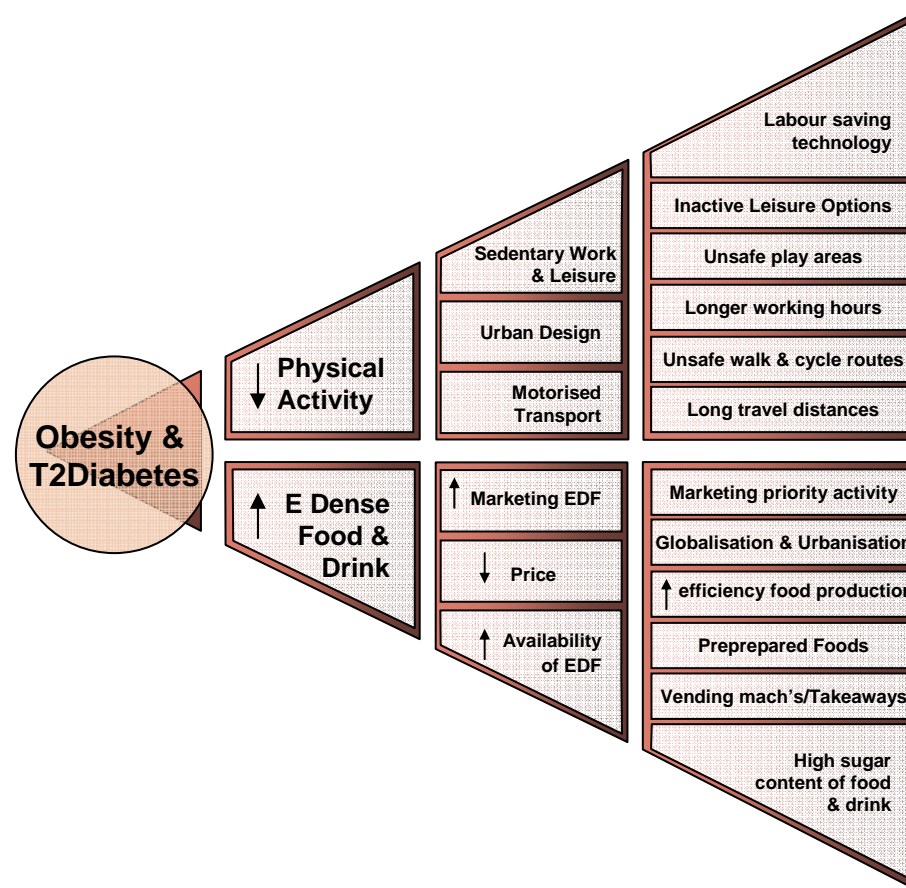 Obesity &
T2Diabetes
Physical
Activity
E Dense
Food &
Drink
Sedentary Work
& Leisure
Urban Design
Motorised
Transport
Marketing EDF
Price
Availability
of EDF
Labour saving
technology
Inactive Leisure Options
Unsafe play areas
Longer working hours
Unsafe walk & cycle routes
Long travel distances
Marketing priority activity
Globalisation & Urbanisation
efficiency food production
Preprepared Foods
Vending mach's/Takeaways
High sugar
content of food
& drink